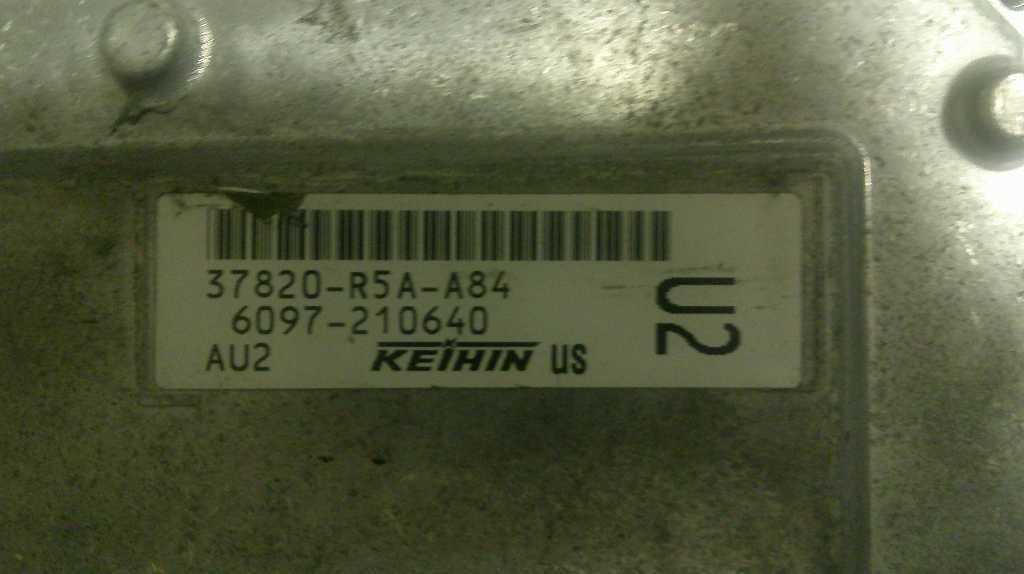 37820-R5A-A84
6097-210640
AU2 KEIHIN US
U2